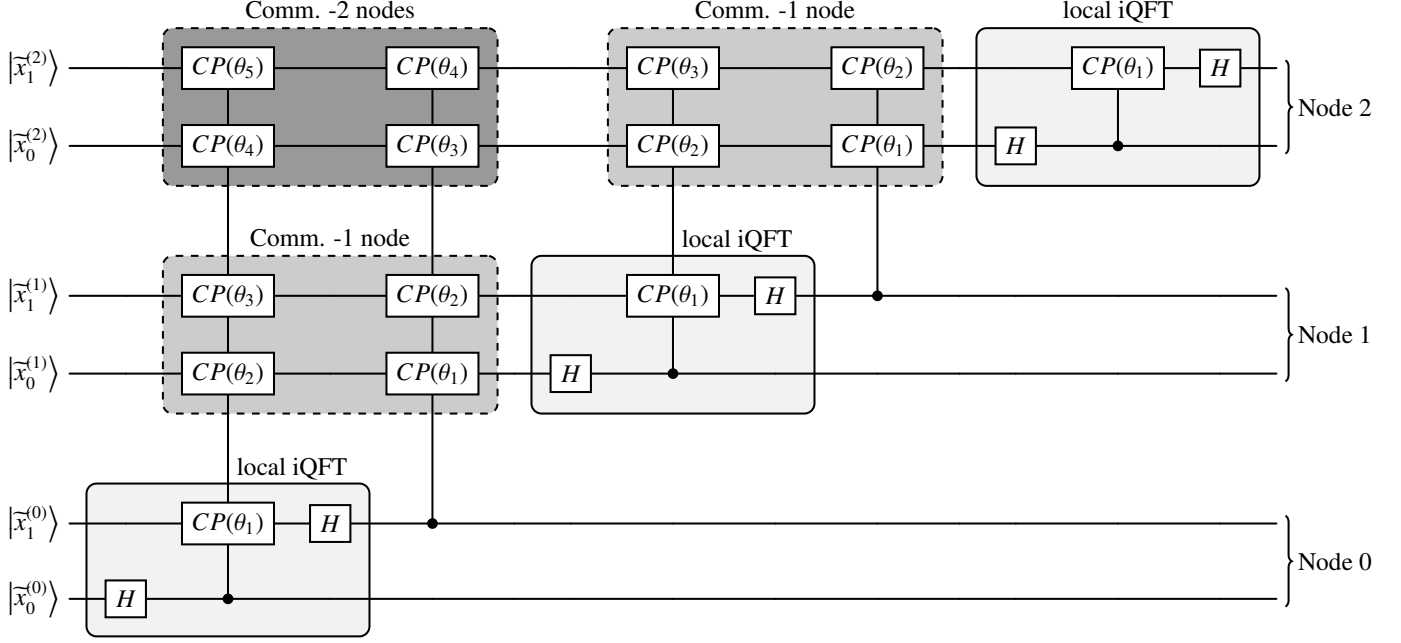 Comm. -2 nodes Comm. -1 node local iQFT
|x̃₁⁽²⁾⟩ CP(θ₅) CP(θ₄) CP(θ₃) CP(θ₂) CP(θ₁) H
Node 2
|x̃₀⁽²⁾⟩ CP(θ₄) CP(θ₃) CP(θ₂) CP(θ₁) H
Comm. -1 node local iQFT
|x̃₁⁽¹⁾⟩ CP(θ₃) CP(θ₂) CP(θ₁) H
Node 1
|x̃₀⁽¹⁾⟩ CP(θ₂) CP(θ₁) H
local iQFT
|x̃₁⁽⁰⁾⟩ CP(θ₁) H
Node 0
|x̃₀⁽⁰⁾⟩ H